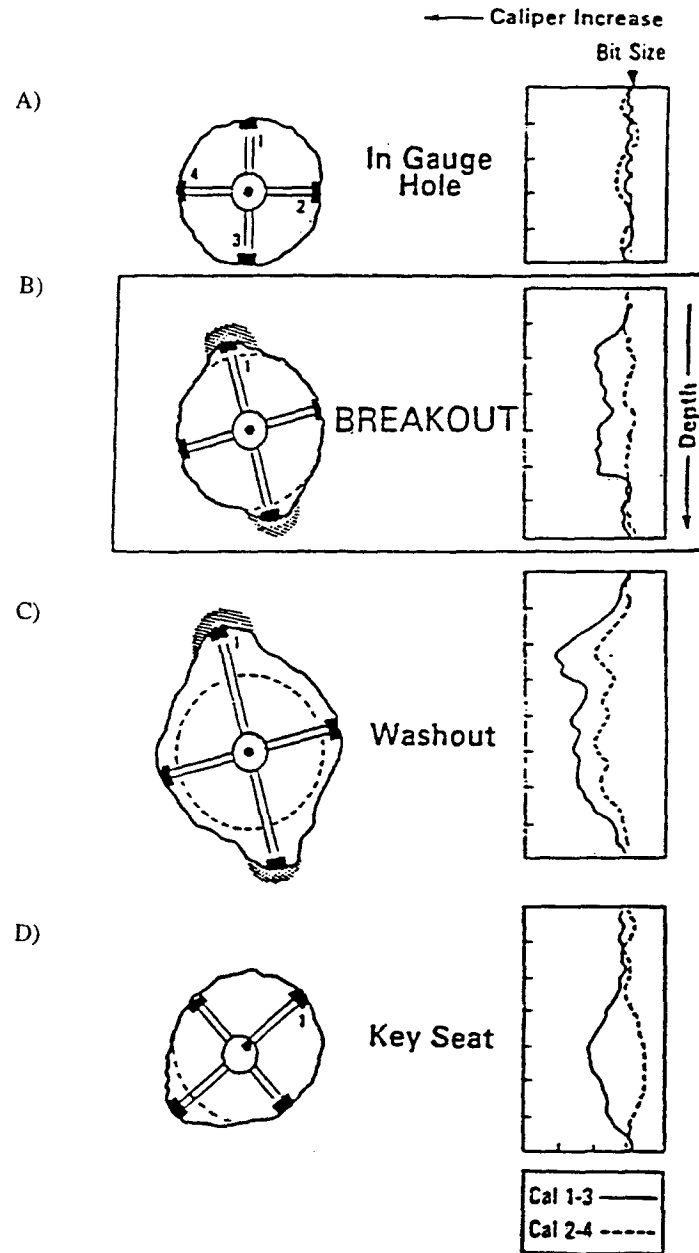 Caliper Increase
Bit Size
A)
1
4
2
3
In Gauge
Hole
B)
1
BREAKOUT
Depth
C)
1
Washout
D)
1
Key Seat
Cal 1-3
Cal 2-4